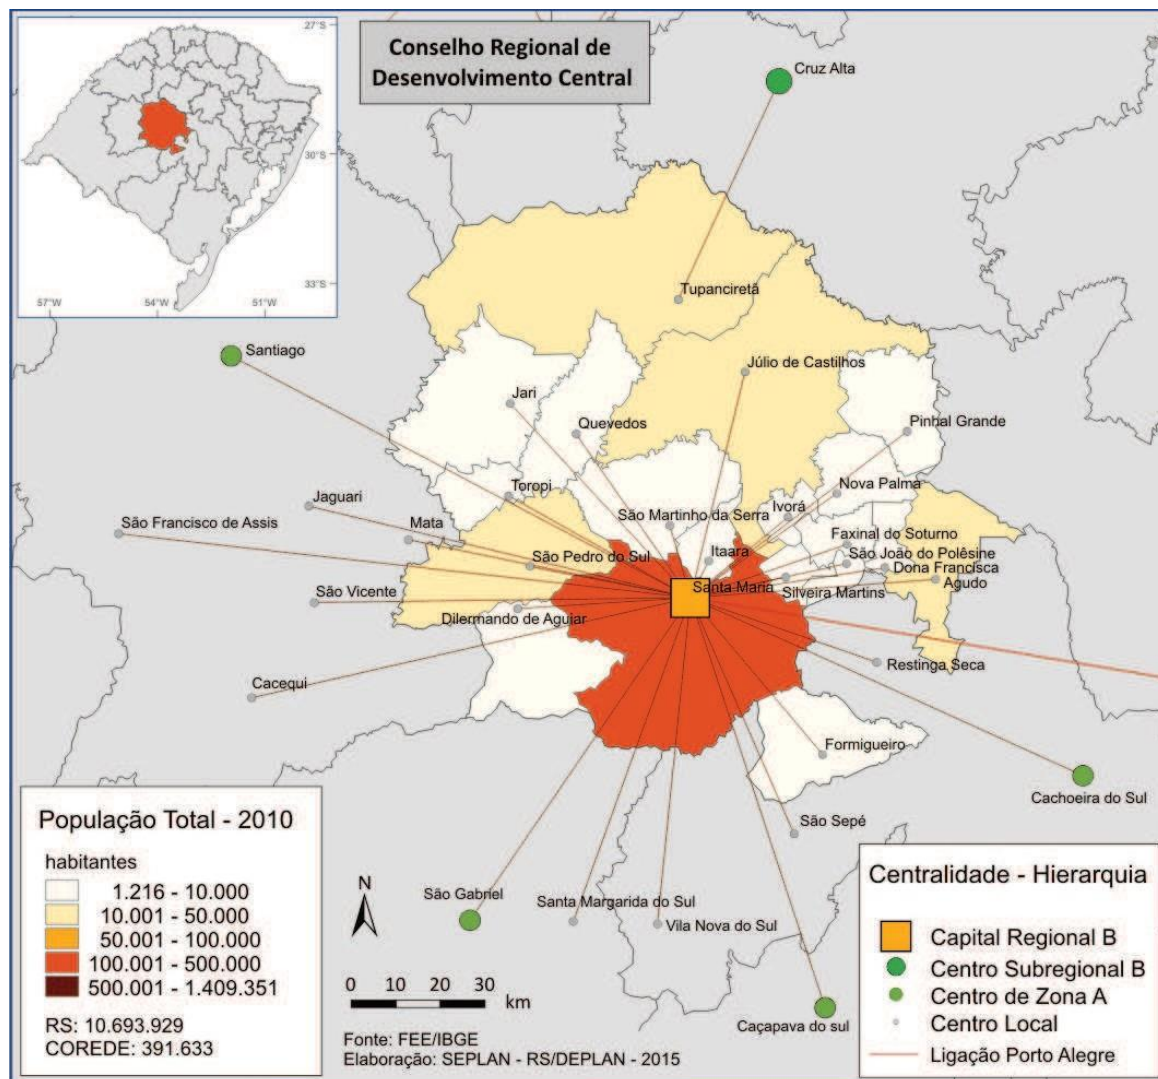 27°S
30°S
33°S
57°W
54°W
51°W
Conselho Regional de
Desenvolvimento Central
Cruz Alta
Tupanciretã
Santiago
Júlio de Castilhos
Jari
Quevedos
Pinhal Grande
Toropi
Nova Palma
Jaguari
Ivorá
São Martinho da Serra
São Francisco de Assis
Mata
Faxinal do Soturno
Itaara
São João do Polêsine
São Pedro do Sul
Dona Francisca
Agudo
Santa Maria
Silveira Martins
São Vicente
Dilermando de Aguiar
Restinga Seca
Cacequi
Formigueiro
Cachoeira do Sul
São Sepé
São Gabriel
Santa Margarida do Sul
Vila Nova do Sul
Caçapava do sul
População Total - 2010
habitantes
1.216 - 10.000
10.001 - 50.000
50.001 - 100.000
100.001 - 500.000
500.001 - 1.409.351
RS: 10.693.929
COREDE: 391.633
N
0 10 20 30
km
Fonte: FEE/IBGE
Elaboração: SEPLAN - RS/DEPLAN - 2015
Centralidade - Hierarquia
Capital Regional B
Centro Subregional B
Centro de Zona A
Centro Local
Ligação Porto Alegre